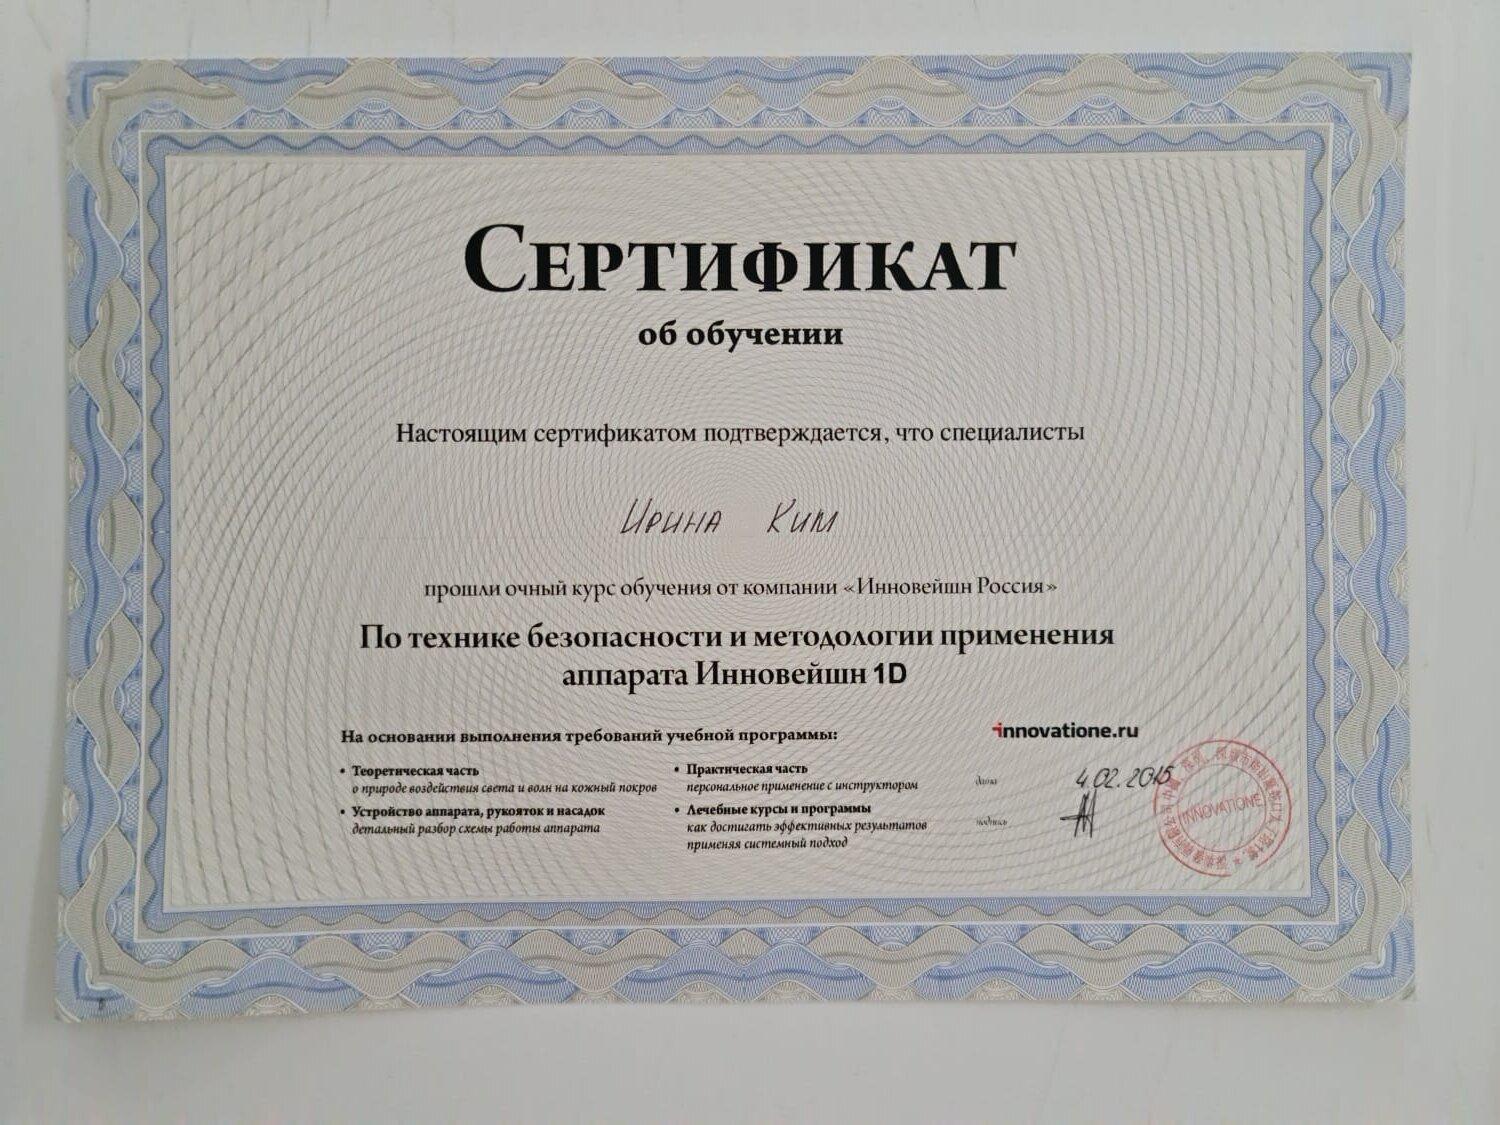 Сертификат
об обучении
Настоящим сертификатом подтверждается, что специалисты
Ирина Ким
прошли очный курс обучения от компании «Инновейшн Россия»
По технике безопасности и методологии применения
аппарата Инновейшн 1D
На основании выполнения требований учебной программы:
• Теоретическая часть
о природе воздействия света и волн на кожный покров
• Устройство аппарата, рукояток и насадок
детальный разбор схемы работы аппарата
• Практическая часть
персональное применение с инструктором
• Лечебные курсы и программы
как достигать эффективных результатов
применяя системный подход
innovatione.ru
дата 4.02.2015
подпись
INNOVATIONE